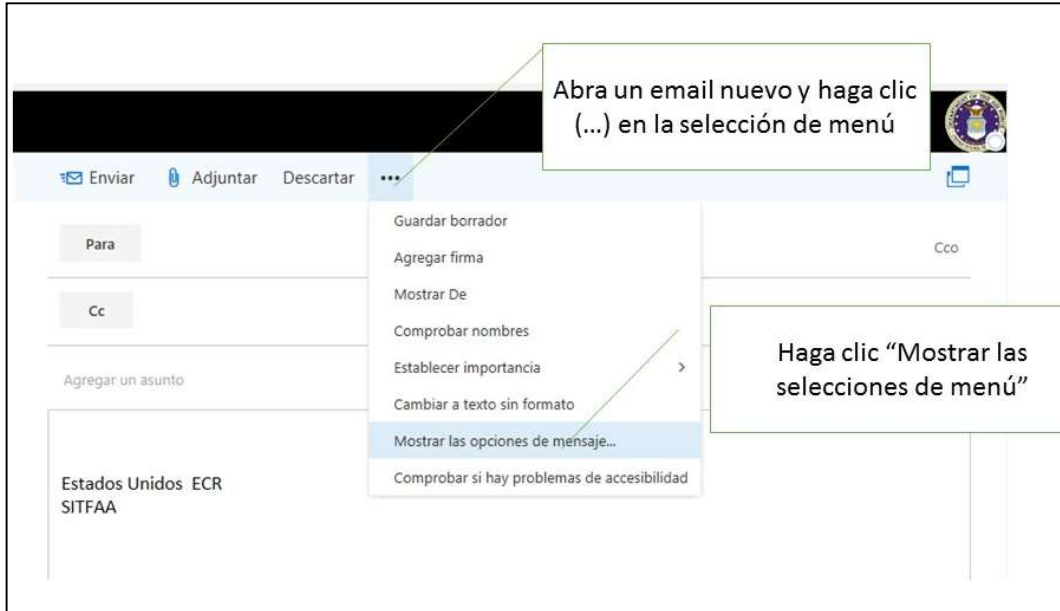 Abra un email nuevo y haga clic
(...) en la selección de menú
Enviar Adjuntar Descartar ...
Para
Cco
Cc
Agregar un asunto
Guardar borrador
Agregar firma
Mostrar De
Comprobar nombres
Establecer importancia
Cambiar a texto sin formato
Mostrar las opciones de mensaje...
Comprobar si hay problemas de accesibilidad
Haga clic “Mostrar las
selecciones de menú”
Estados Unidos ECR
SITFAA